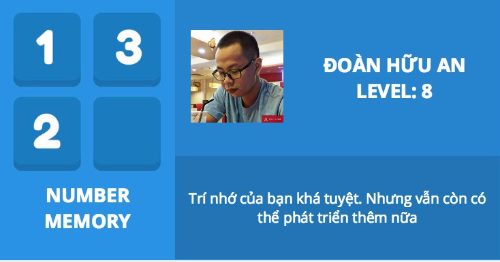 1 3
2
NUMBER
MEMORY
ĐOÀN HỮU AN
LEVEL: 8
Trí nhớ của bạn khá tuyệt. Nhưng vẫn còn có
thể phát triển thêm nữa